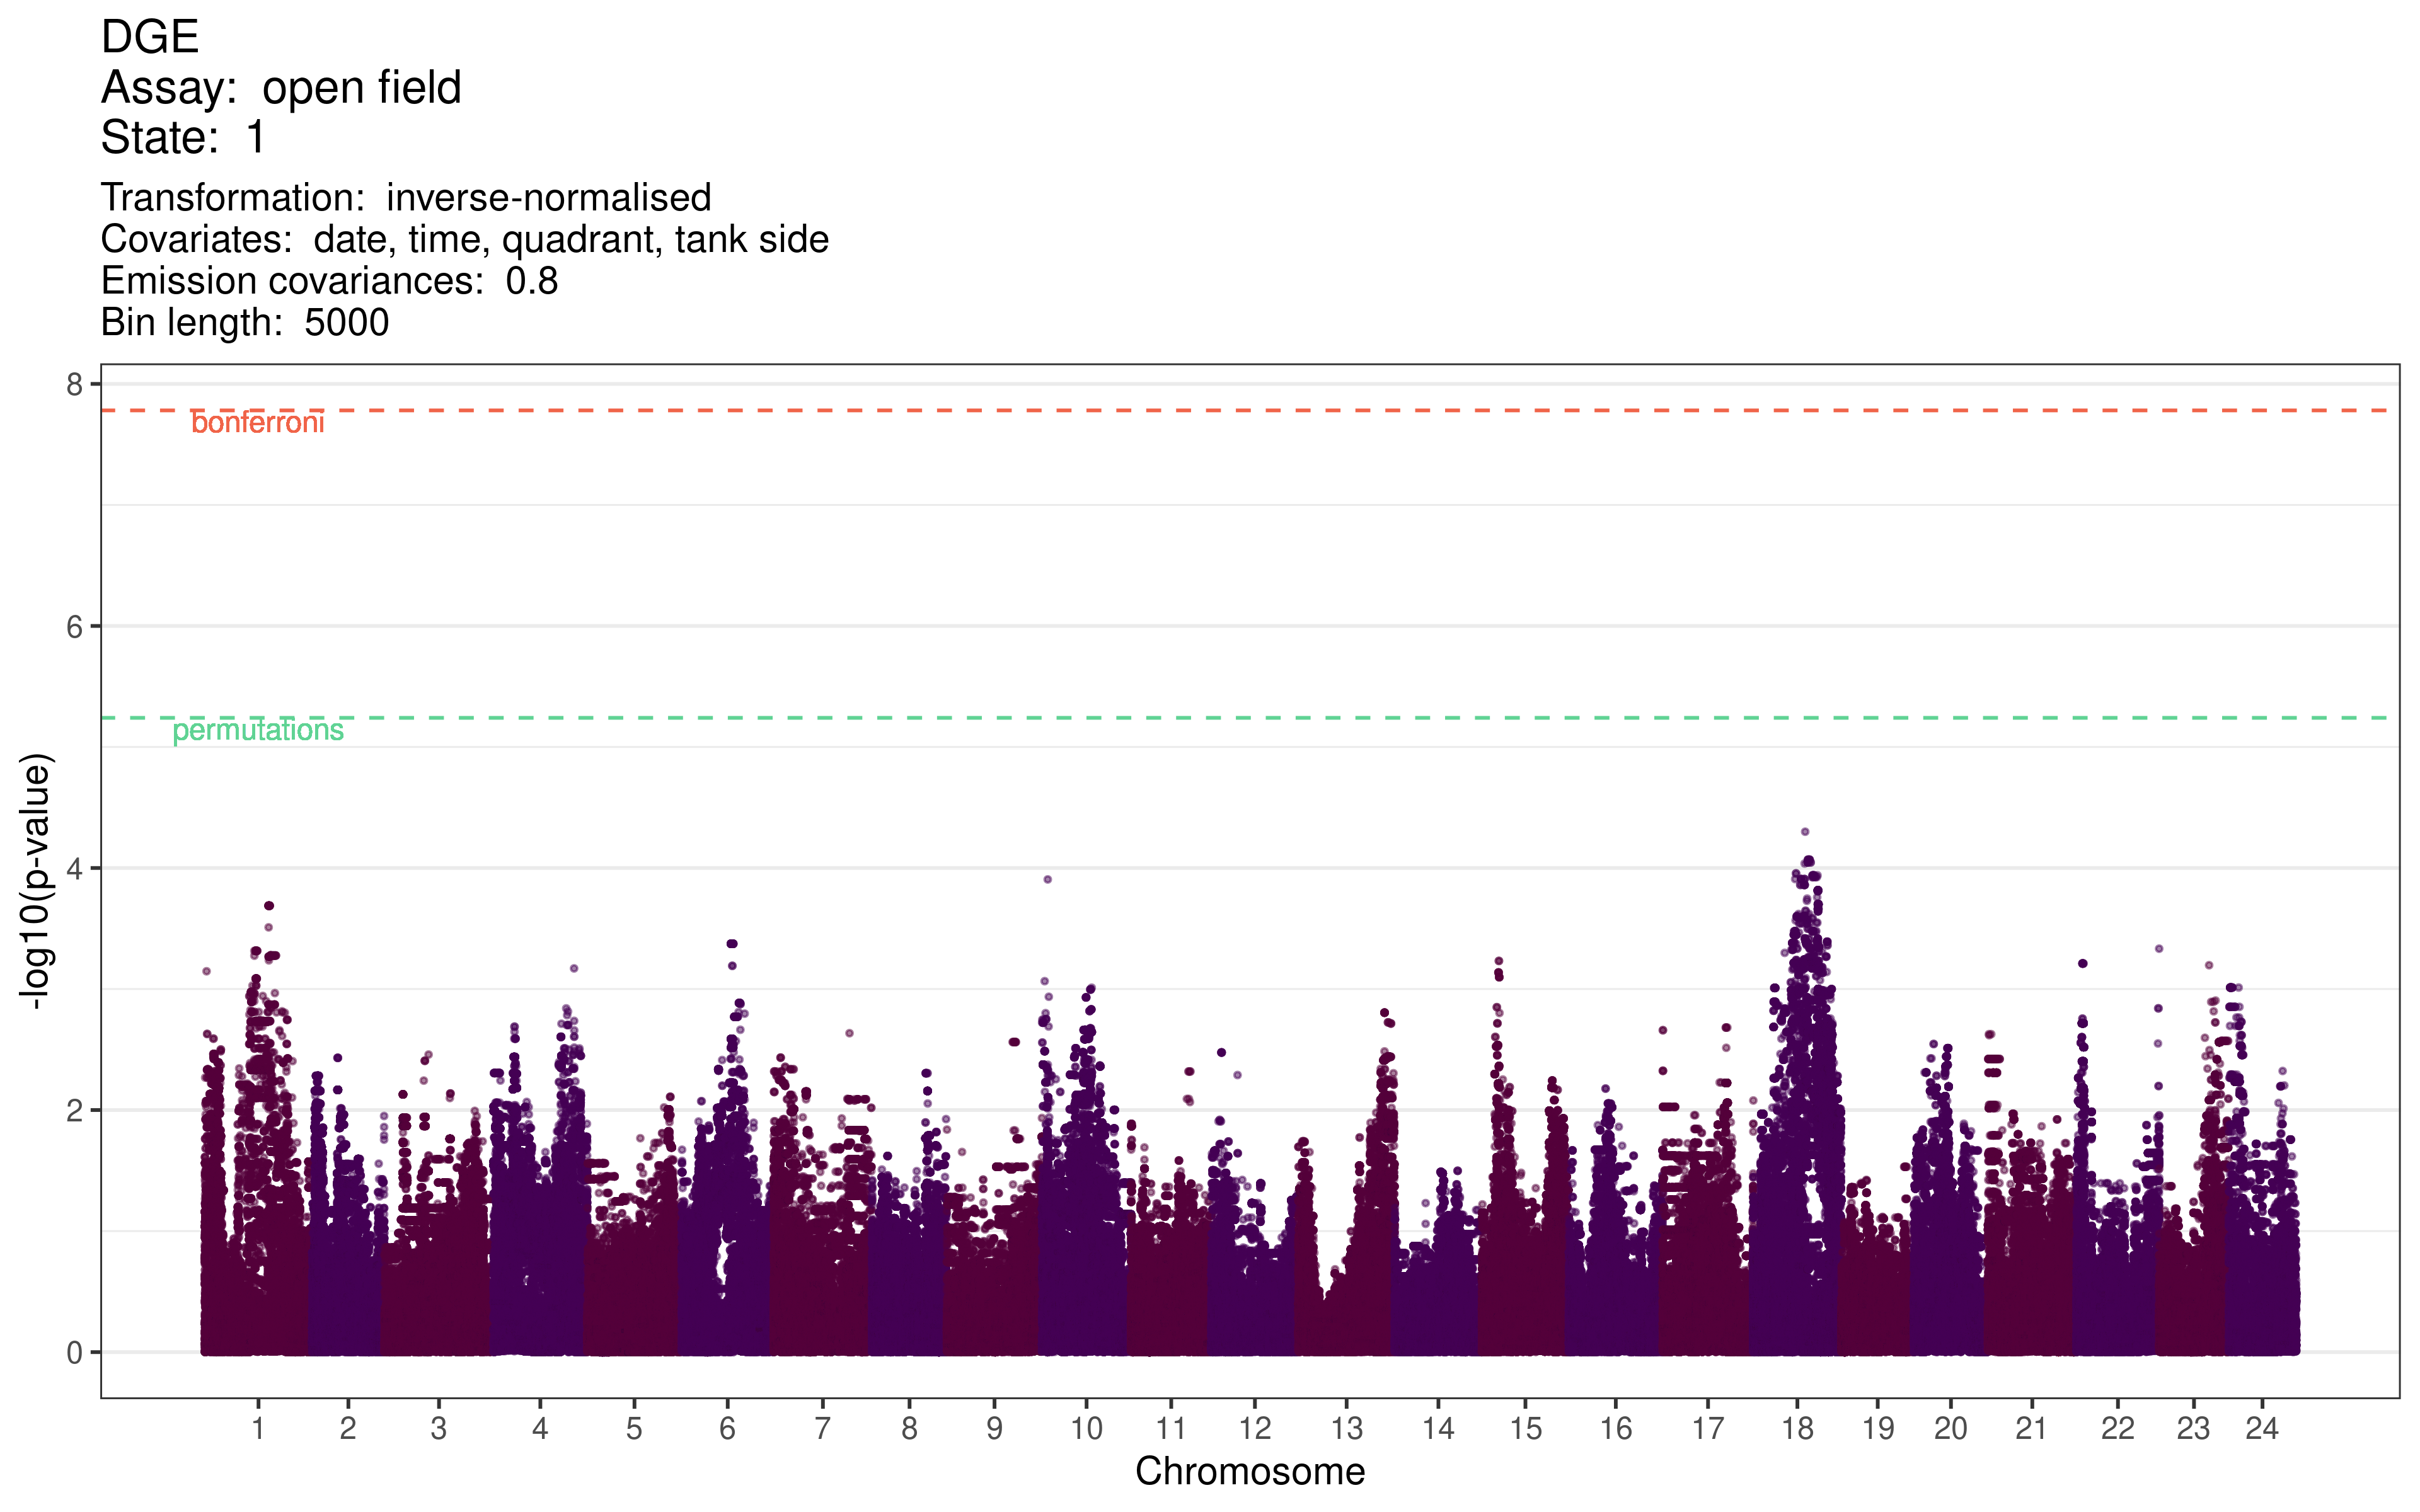 DGE
Assay:  open field
State:  1
Transformation:  inverse-normalised
Covariates:  date, time, quadrant, tank side
Emission covariances:  0.8
Bin length:  5000
8
bonferroni
6
permutations
4
2
0
-log10(p-value)
1 2 3 4 5 6 7 8 9 10 11 12 13 14 15 16 17 18 19 20 21 22 23 24
Chromosome